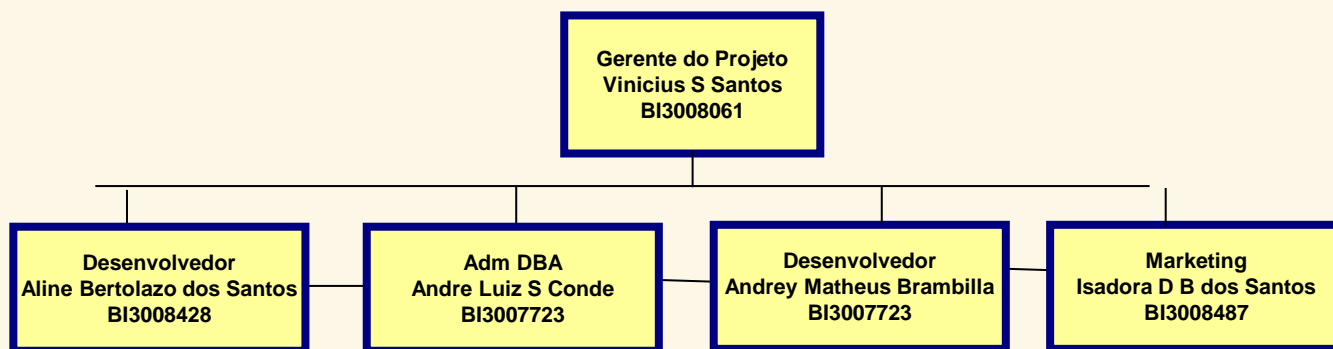 Gerente do Projeto
Vinicius S Santos
BI3008061
Desenvolvedor
Aline Bertolazo dos Santos
BI3008428
Adm DBA
Andre Luiz S Conde
BI3007723
Desenvolvedor
Andrey Matheus Brambilla
BI3007723
Marketing
Isadora D B dos Santos
BI3008487